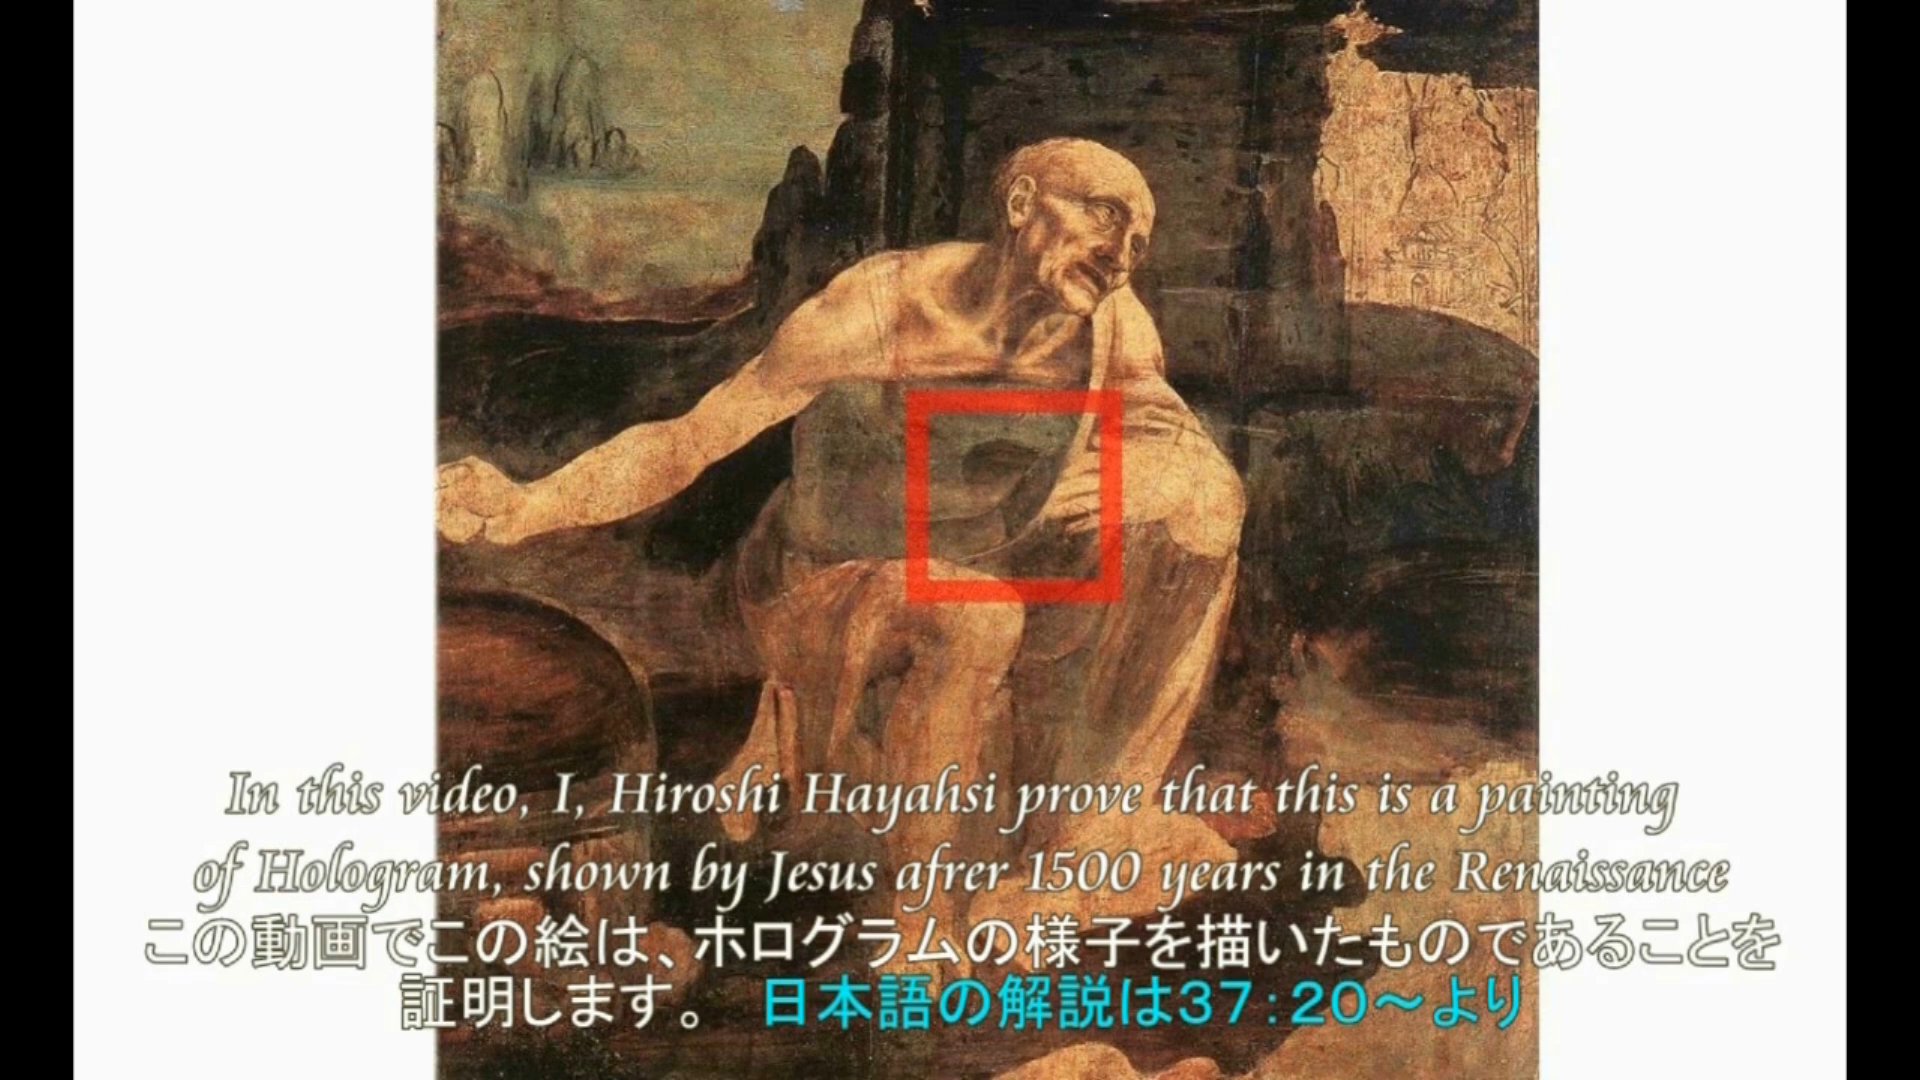 In this video, I, Hiroshi Hayahsi prove that this is a painting
of Hologram, shown by Jesus afrer 1500 years in the Renaissance
この動画でこの絵は、ホログラムの様子を描いたものであることを
証明します。 日本語の解説は37:20～より